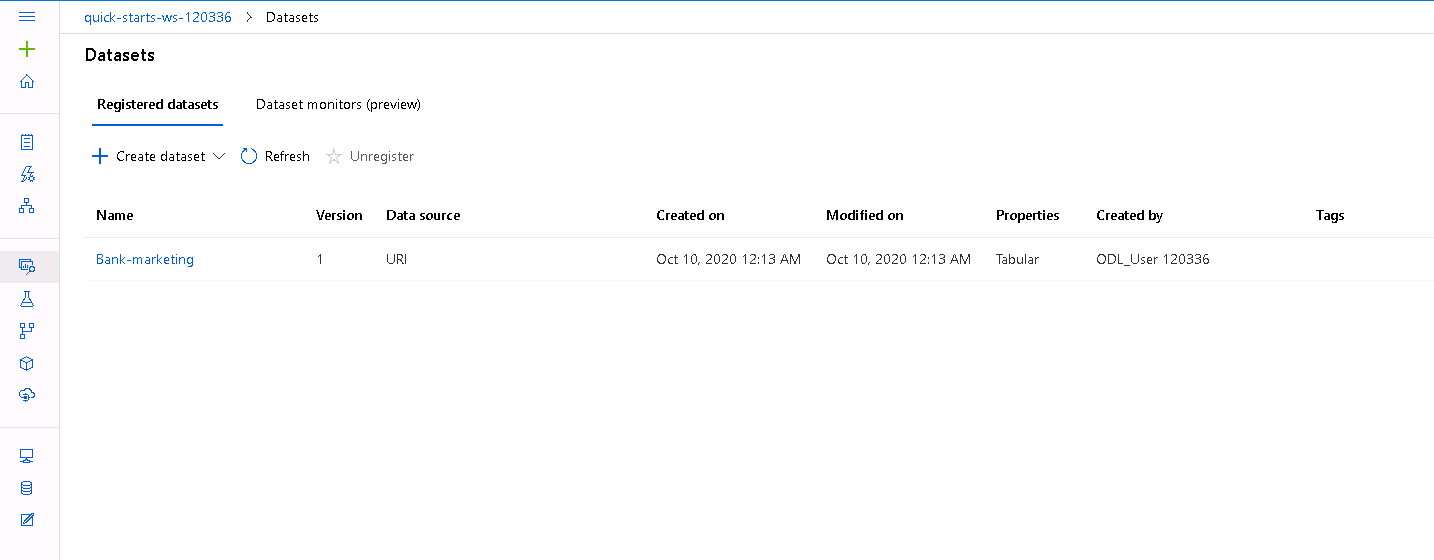 quick-starts-ws-120336 > Datasets
Datasets
Registered datasets Dataset monitors (preview)
Create dataset Refresh Unregister
Name Version Data source Created on Modified on Properties Created by Tags
Bank-marketing 1 URI Oct 10, 2020 12:13 AM Oct 10, 2020 12:13 AM Tabular ODL_User 120336